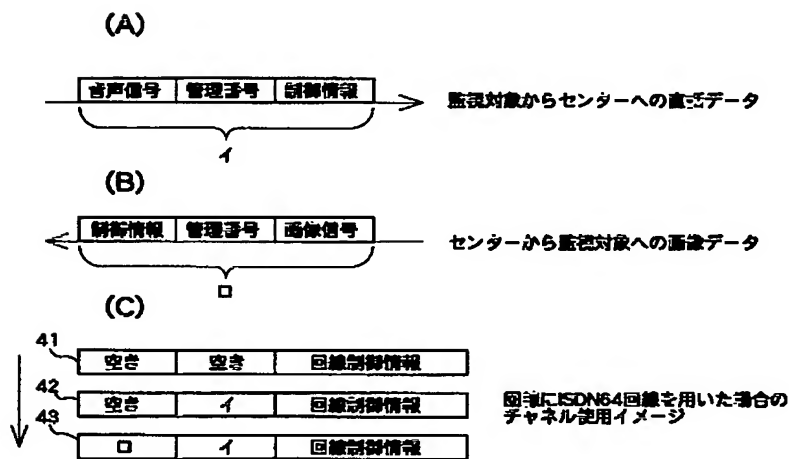 (A)
音声信号 管理番号 制御情報
監視対象からセンターへの データ
イ
(B)
制御情報 管理番号 画像信号
センターから監視対象への画像データ
ロ
(C)
41 空き 空き 回線制御情報
42 空き イ 回線制御情報
43 ロ イ 回線制御情報
回線にISDN64回線を用いた場合の
チャネル使用イメージ